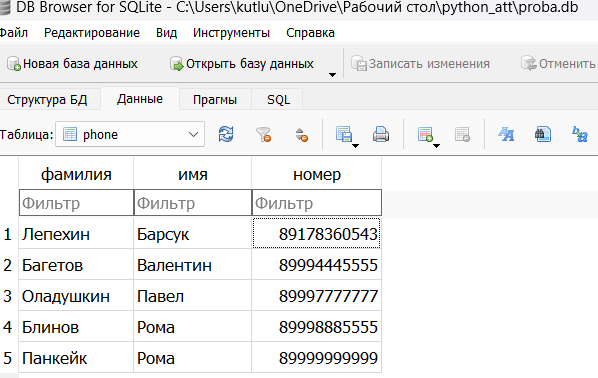 DB Browser for SQLite - C:\Users\kutlu\OneDrive\Рабочий стол\python_att\proba.db
Файл Редактирование Вид Инструменты Справка
Новая база данных Открыть базу данных Записать изменения Отменить
Структура БД Данные Прагмы SQL
Таблица: phone
фамилия имя номер
Фильтр Фильтр Фильтр
1 Лепехин Барсук 89178360543
2 Багетов Валентин 89994445555
3 Оладушкин Павел 89997777777
4 Блинов Рома 89998885555
5 Панкейк Рома 89999999999